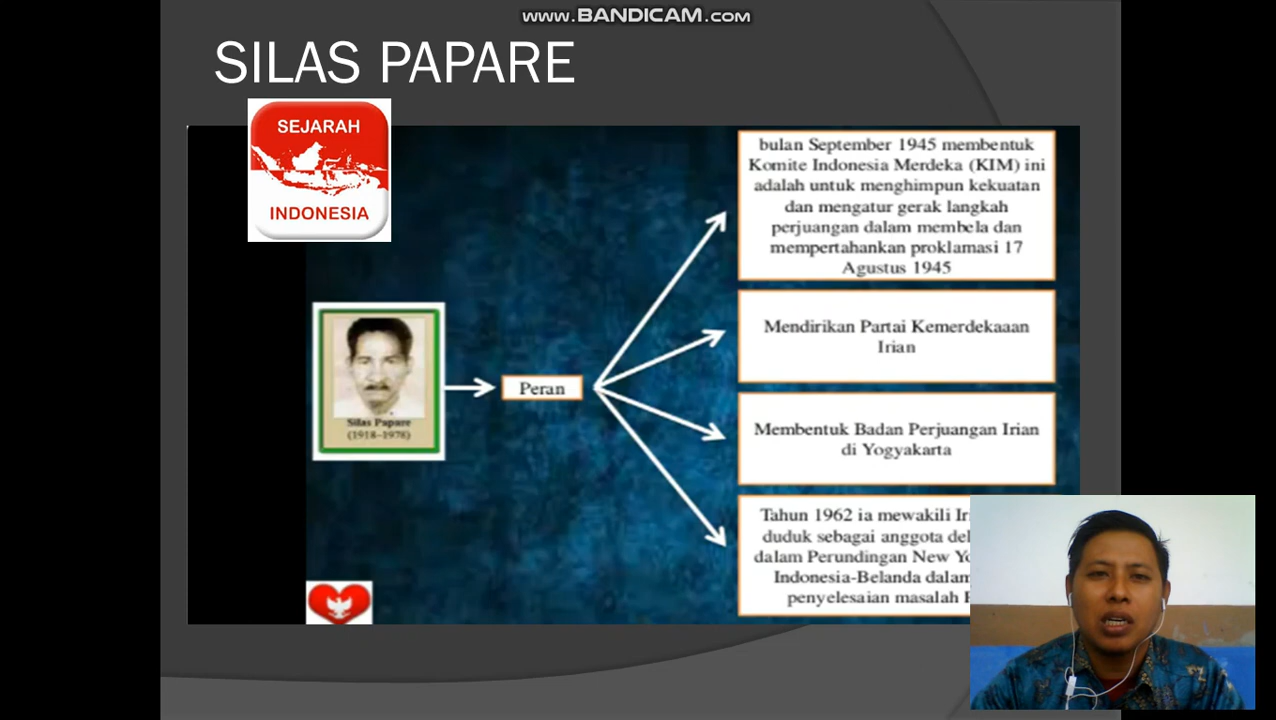 www.BANDICAM.com
SILAS PAPARE
SEJARAH
INDONESIA
bulan September 1945 membentuk
Komite Indonesia Merdeka (KIM) ini
adalah untuk menghimpun kekuatan
dan mengatur gerak langkah
perjuangan dalam membela dan
mempertahankan proklamasi 17
Agustus 1945
Mendirikan Partai Kemerdekaaan
Irian
Peran
Silas Papare
(1918–1978)
Membentuk Badan Perjuangan Irian
di Yogyakarta
Tahun 1962 ia mewakili
duduk sebagai anggota
dalam Perundingan New
Indonesia-Belanda dalam
penyelesaian masalah